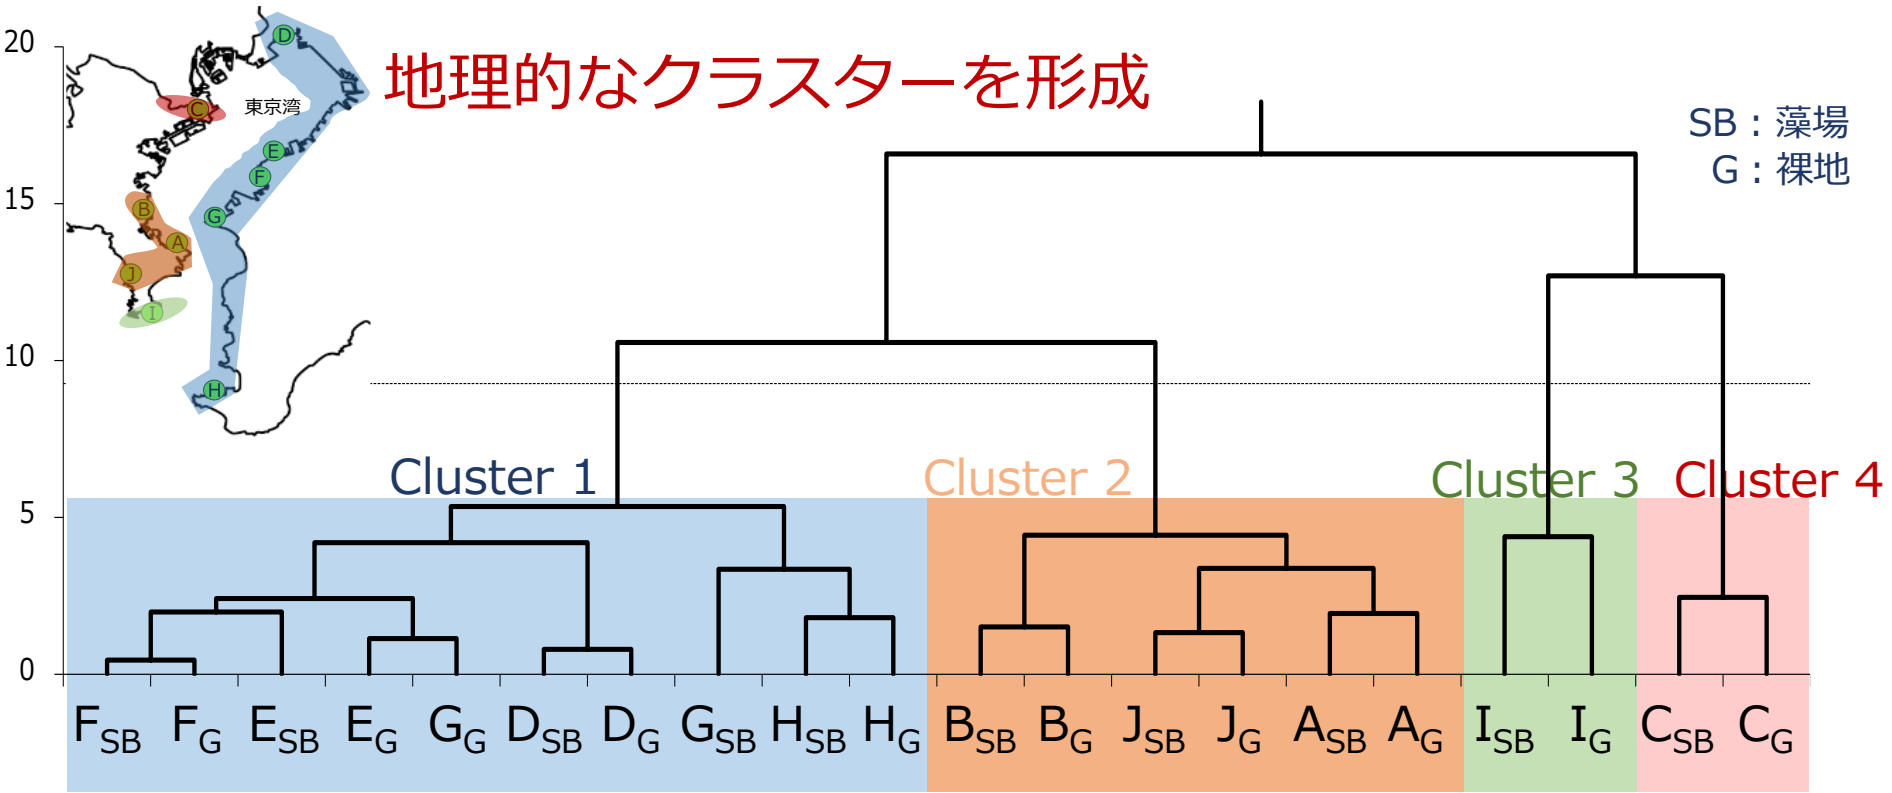 地理的なクラスターを形成
SB：藻場
G：裸地
東京湾
D
C
E
F
B
G
A
J
I
H
20
15
10
5
0
Cluster 1
Cluster 2
Cluster 3
Cluster 4
FSB FG ESB EG GG DSB DG GSB HSB HG BSB BG JSB JG ASB AG ISB IG CSB CG